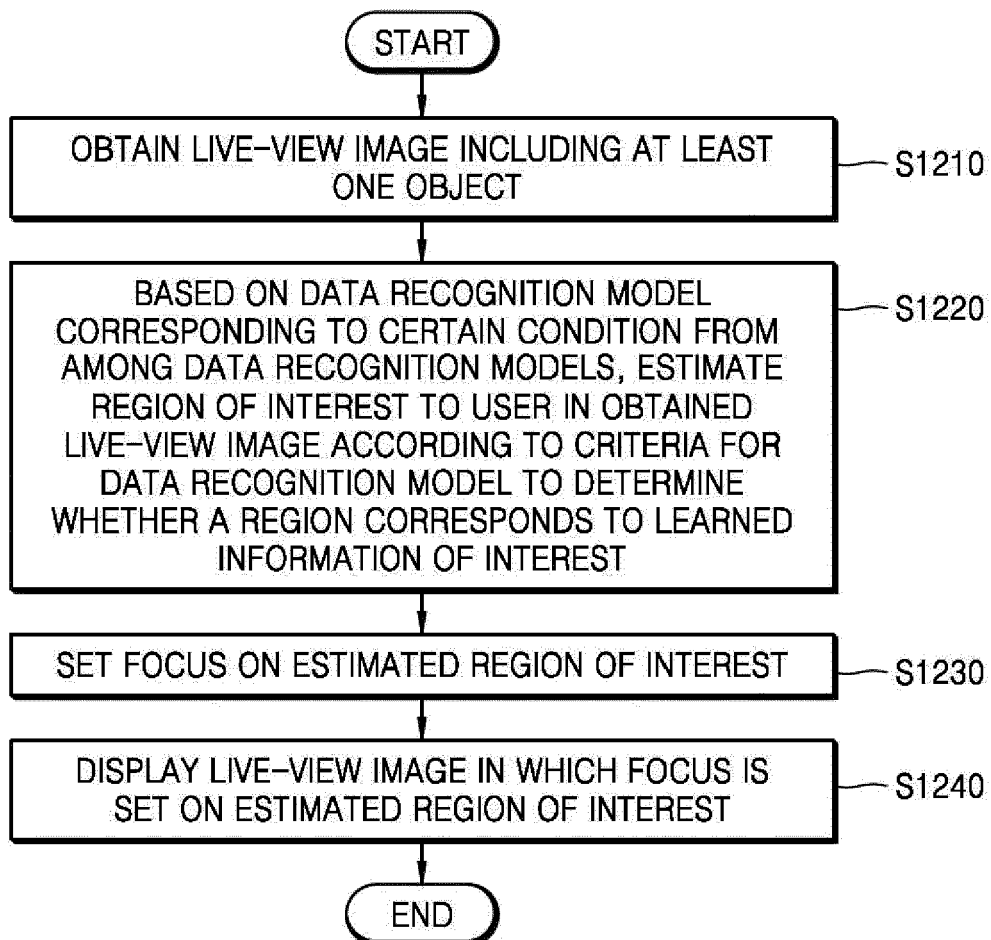 START
OBTAIN LIVE-VIEW IMAGE INCLUDING AT LEAST
ONE OBJECT
S1210
BASED ON DATA RECOGNITION MODEL
CORRESPONDING TO CERTAIN CONDITION FROM
AMONG DATA RECOGNITION MODELS, ESTIMATE
REGION OF INTEREST TO USER IN OBTAINED
LIVE-VIEW IMAGE ACCORDING TO CRITERIA FOR
DATA RECOGNITION MODEL TO DETERMINE
WHETHER A REGION CORRESPONDS TO LEARNED
INFORMATION OF INTEREST
S1220
SET FOCUS ON ESTIMATED REGION OF INTEREST
S1230
DISPLAY LIVE-VIEW IMAGE IN WHICH FOCUS IS
SET ON ESTIMATED REGION OF INTEREST
S1240
END